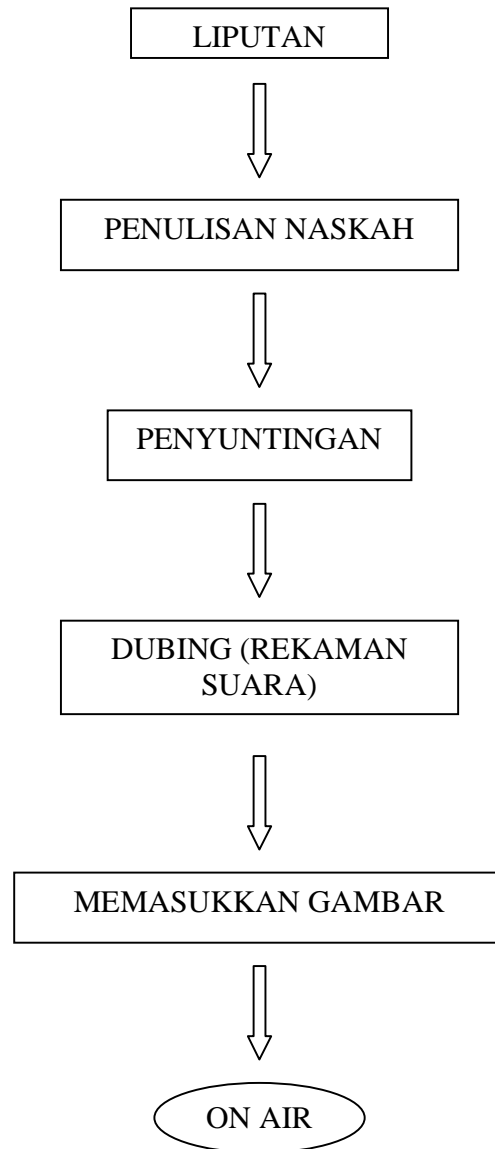 LIPUTAN
PENULISAN NASKAH
PENYUNTINGAN
DUBING (REKAMAN
SUARA)
MEMASUKKAN GAMBAR
ON AIR